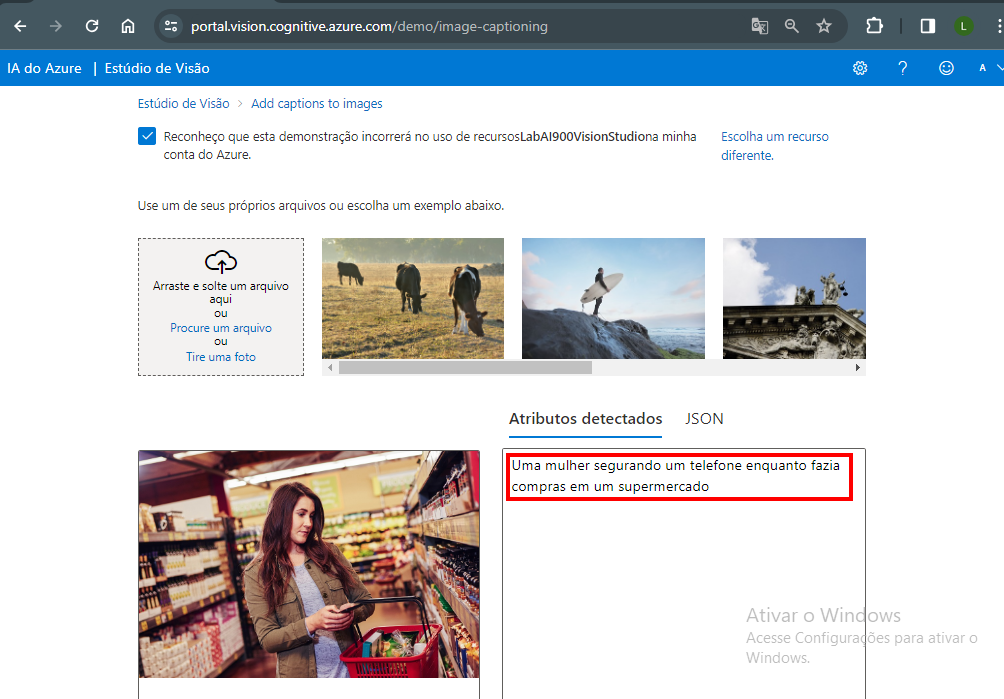 portal.vision.cognitive.azure.com/demo/image-captioning
L
IA do Azure | Estúdio de Visão
?
A
Estúdio de Visão > Add captions to images
Reconheço que esta demonstração incorrerá no uso de recursosLabAI900VisionStudiona minha
conta do Azure.
Escolha um recurso
diferente.
Use um de seus próprios arquivos ou escolha um exemplo abaixo.
Arraste e solte um arquivo
aqui
ou
Procure um arquivo
ou
Tire uma foto
Atributos detectados
JSON
Uma mulher segurando um telefone enquanto fazia
compras em um supermercado
Ativar o Windows
Acesse Configurações para ativar o
Windows.